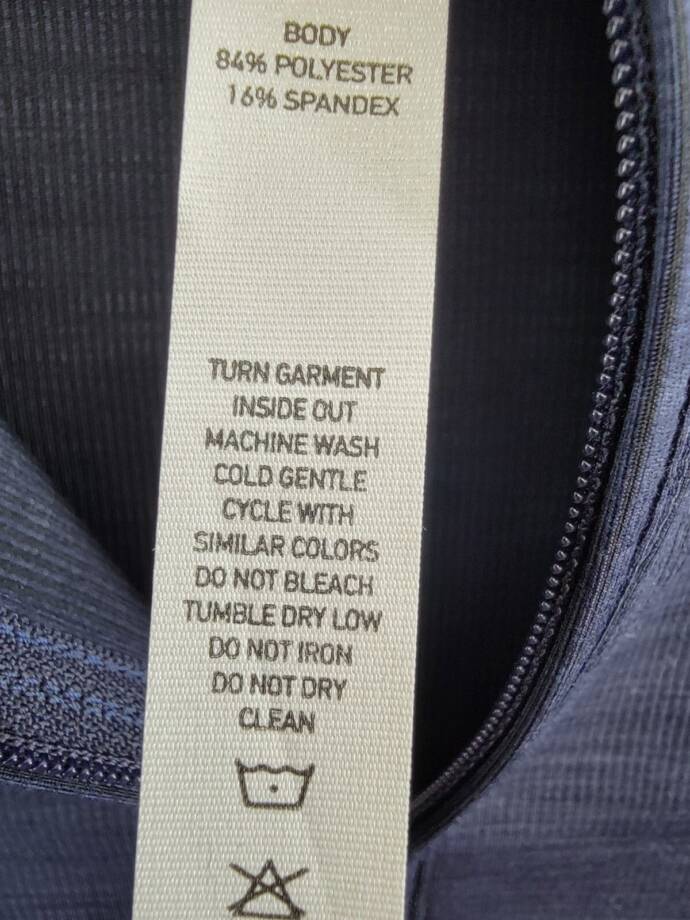 BODY
84% POLYESTER
16% SPANDEX
TURN GARMENT
INSIDE OUT
MACHINE WASH
COLD GENTLE
CYCLE WITH
SIMILAR COLORS
DO NOT BLEACH
TUMBLE DRY LOW
DO NOT IRON
DO NOT DRY
CLEAN